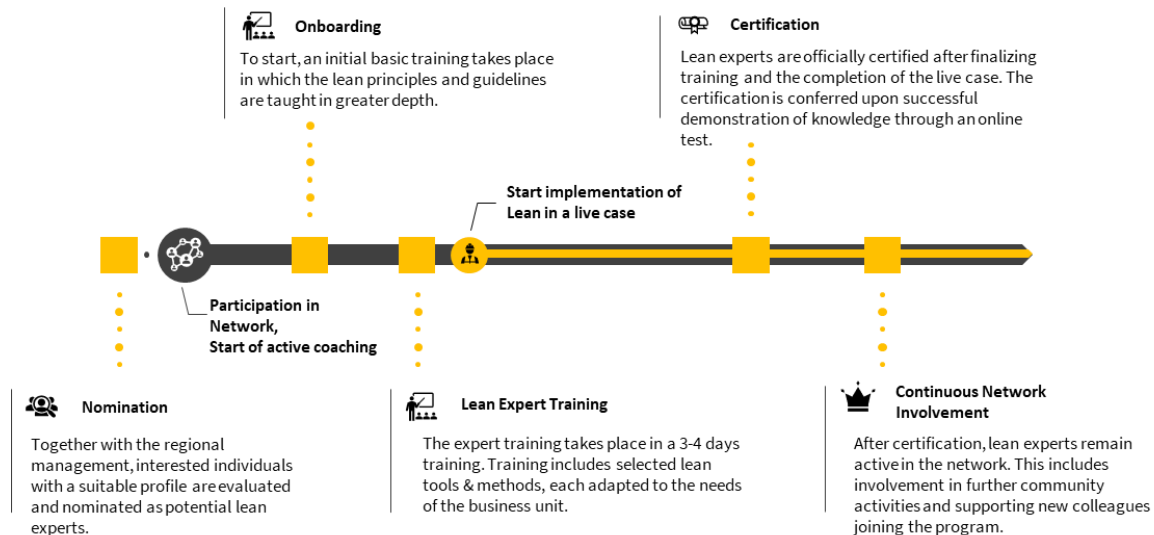 Onboarding
To start, an initial basic training takes place
in which the lean principles and guidelines
are taught in greater depth.
Certification
Lean experts are officially certified after finalizing
training and the completion of the live case. The
certification is conferred upon successful
demonstration of knowledge through an online
test.
Start implementation of
Lean in a live case
Participation in
Network,
Start of active coaching
Nomination
Together with the regional
management, interested individuals
with a suitable profile are evaluated
and nominated as potential lean
experts.
Lean Expert Training
The expert training takes place in a 3-4 days
training. Training includes selected lean
tools & methods, each adapted to the needs
of the business unit.
Continuous Network
Involvement
After certification, lean experts remain
active in the network. This includes
involvement in further community
activities and supporting new colleagues
joining the program.